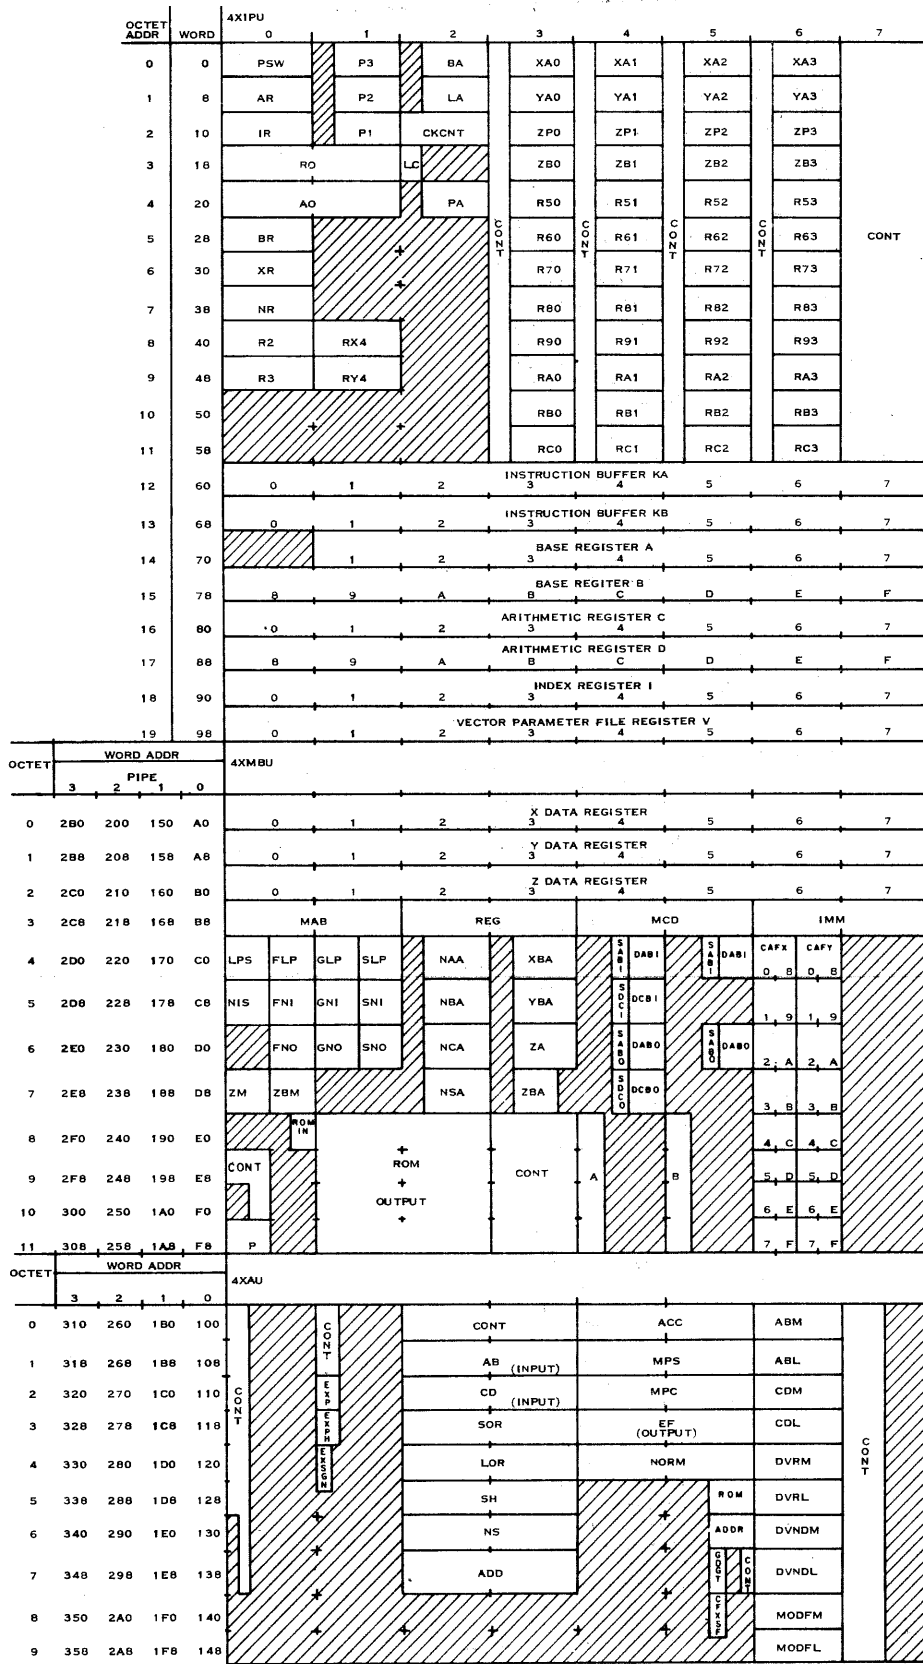 4X1PU
OCTET ADDR WORD 0 1 2 3 4 5 6 7
0 0 PSW P3 BA XA0 XA1 XA2 XA3
1 8 AR P2 LA YA0 YA1 YA2 YA3
2 10 IR P1 CKCNT ZP0 ZP1 ZP2 ZP3
3 18 RO LC ZB0 ZB1 ZB2 ZB3
4 20 AO PA R50 R51 R52 R53
5 28 BR CONT R60 CONT R61 CONT R62 CONT R63 CONT
6 30 XR R70 R71 R72 R73
7 38 NR R80 R81 R82 R83
8 40 R2 RX4 R90 R91 R92 R93
9 48 R3 RY4 RA0 RA1 RA2 RA3
10 50 RB0 RB1 RB2 RB3
11 58 RC0 RC1 RC2 RC3
INSTRUCTION BUFFER KA
12 60 0 1 2 3 4 5 6 7
INSTRUCTION BUFFER KB
13 68 0 1 2 3 4 5 6 7
BASE REGISTER A
14 70 1 2 3 4 5 6 7
BASE REGITER B
15 78 8 9 A B C D E F
ARITHMETIC REGISTER C
16 80 0 1 2 3 4 5 6 7
ARITHMETIC REGISTER D
17 88 8 9 A B C D E F
INDEX REGISTER I
18 90 0 1 2 3 4 5 6 7
VECTOR PARAMETER FILE REGISTER V
19 98 0 1 2 3 4 5 6 7
OCTET WORD ADDR 4XMBU
PIPE
3 2 1 0
X DATA REGISTER
0 2B0 200 150 A0 0 1 2 3 4 5 6 7
Y DATA REGISTER
1 2B8 208 158 A8 0 1 2 3 4 5 6 7
Z DATA REGISTER
2 2C0 210 160 B0 0 1 2 3 4 5 6 7
3 2C8 218 168 B8 MAB REG MCD IMM
4 2D0 220 170 C0 LPS FLP GLP SLP NAA XBA SABI DABI SABI DABI CAFX 0 8 CAFY 0 8
5 2D8 228 178 C8 NIS FNI GNI SNI NBA YBA SDCI DCBI 1 9 1 9
6 2E0 230 180 D0 FNO GNO SNO NCA ZA SABO DABO SABO DABO 2 A 2 A
7 2E8 238 188 D8 ZM ZBM NSA ZBA SDCO DCBO 3 B 3 B
8 2F0 240 190 E0 ROM IN 4 C 4 C
9 2F8 248 198 E8 CONT ROM OUTPUT CONT A B 5 D 5 D
10 300 250 1A0 F0 6 E 6 E
11 308 258 1A8 F8 P 7 F 7 F
OCTET WORD ADDR 4XAU
3 2 1 0
0 310 260 1B0 100 CONT CONT ACC ABM
1 318 268 1B8 108 AB (INPUT) MPS ABL
2 320 270 1C0 110 CONT EXP CD (INPUT) MPC CDM
3 328 278 1C8 118 EXPH SOR EF (OUTPUT) CDL
4 330 280 1D0 120 EXSGN LOR NORM DVRM CONT
5 338 288 1D8 128 SH ROM DVRL
6 340 290 1E0 130 NS ADDR DVNDM
7 348 298 1E8 138 ADD GDGT CONT DVNDL
8 350 2A0 1F0 140 CFXSF MODFM
9 358 2A8 1F8 148 MODFL